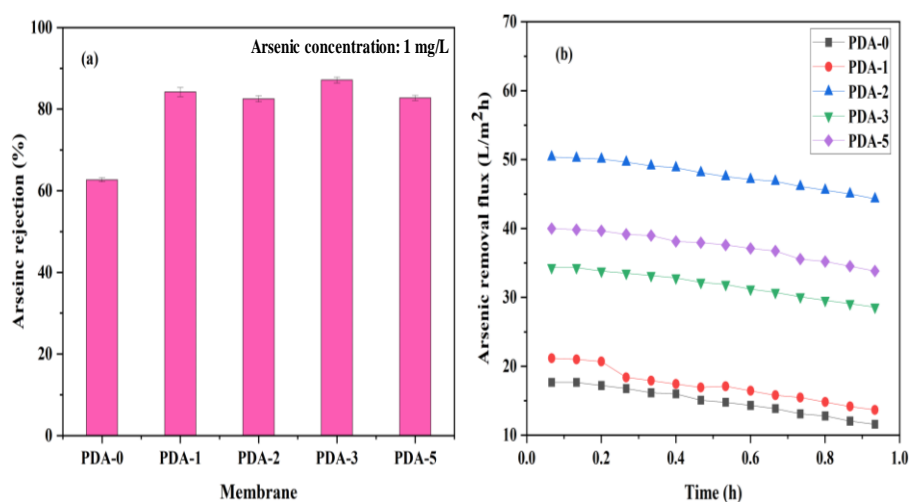 (a)
Arsenic concentration: 1 mg/L
Arseinc rejection (%)
100
80
60
40
20
0
PDA-0 PDA-1 PDA-2 PDA-3 PDA-5
Membrane
(b)
PDA-0
PDA-1
PDA-2
PDA-3
PDA-5
Arsenic removal flux (L/m²h)
70
60
50
40
30
20
10
0.0 0.2 0.4 0.6 0.8 1.0
Time (h)